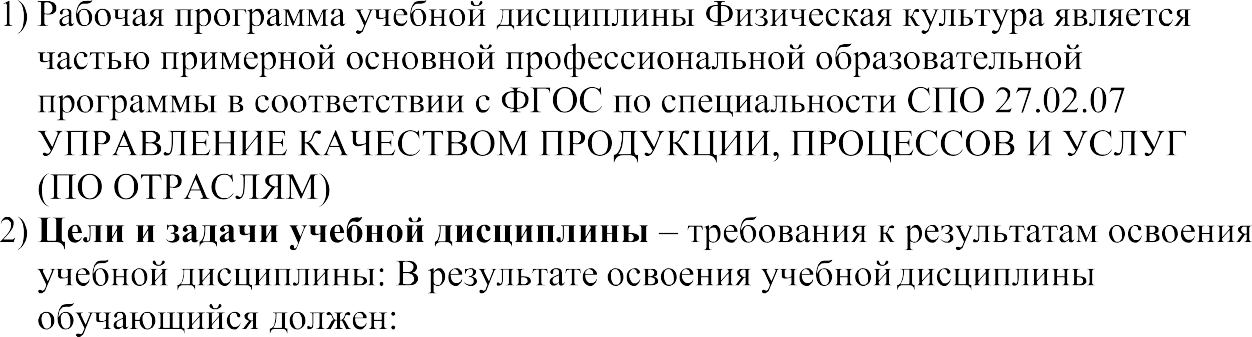 1) Рабочая программа учебной дисциплины Физическая культура является
частью примерной основной профессиональной образовательной
программы в соответствии с ФГОС по специальности СПО 27.02.07
УПРАВЛЕНИЕ КАЧЕСТВОМ ПРОДУКЦИИ, ПРОЦЕССОВ И УСЛУГ
(ПО ОТРАСЛЯМ)
2) Цели и задачи учебной дисциплины – требования к результатам освоения
учебной дисциплины: В результате освоения учебной дисциплины
обучающийся должен: